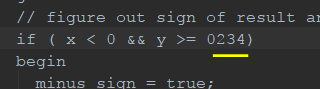 // figure out sign of result ar
if ( x < 0 && y >= 0234)
begin
minus_sign = true;